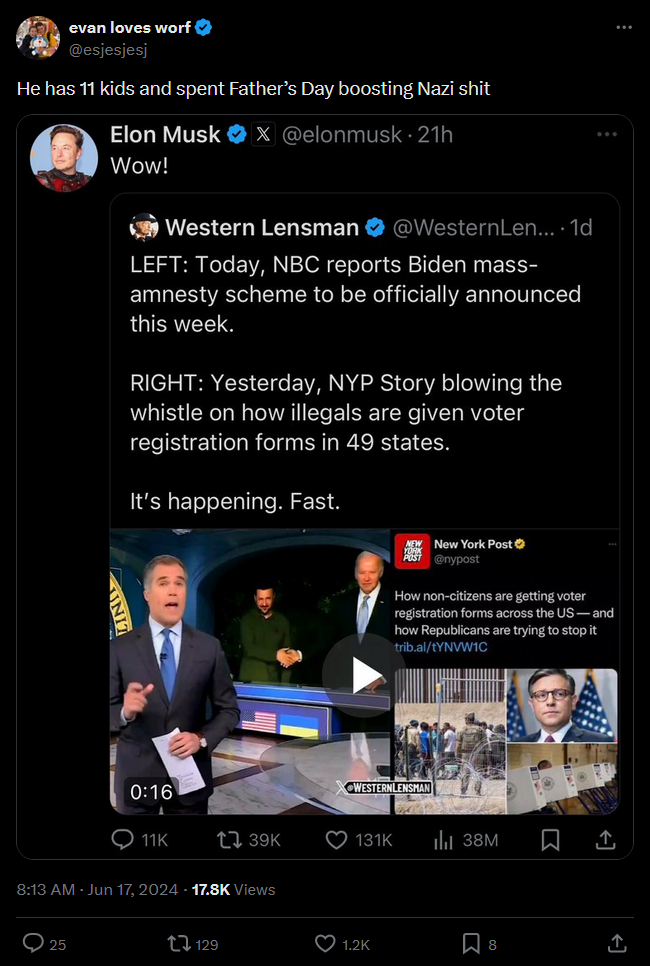 evan loves worf
@esjesjesj
He has 11 kids and spent Father’s Day boosting Nazi shit
Elon Musk X @elonmusk · 21h
Wow!
Western Lensman @WesternLen... · 1d
LEFT: Today, NBC reports Biden mass-
amnesty scheme to be officially announced
this week.
RIGHT: Yesterday, NYP Story blowing the
whistle on how illegals are given voter
registration forms in 49 states.
It’s happening. Fast.
NEW
YORK
POST
New York Post
@nypost
How non-citizens are getting voter
registration forms across the US — and
how Republicans are trying to stop it
trib.al/tYNVW1C
UNIT
0:16
X@WESTERNLENSMAN
11K 39K 131K 38M
8:13 AM · Jun 17, 2024 · 17.8K Views
25 129 1.2K 8